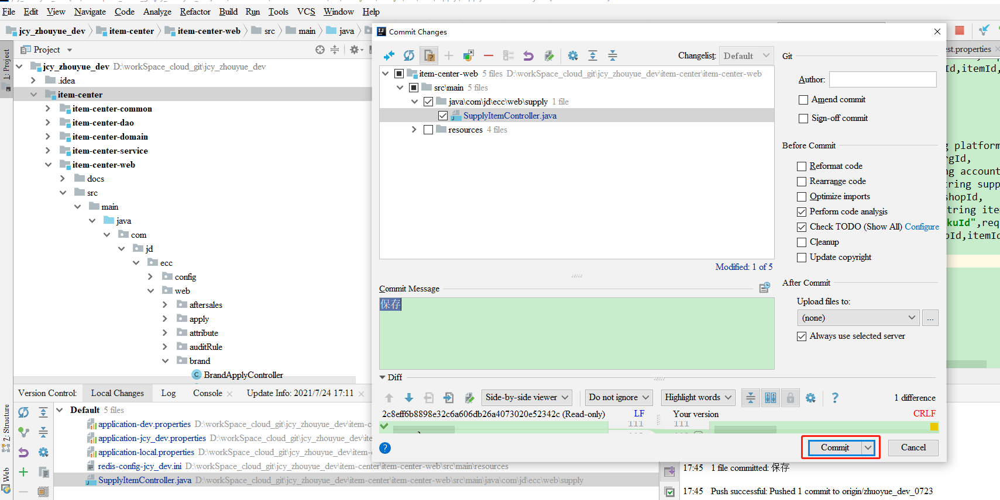 File Edit View Navigate Code Analyze Refactor Build Run Tools VCS Window Help
jcy_zhouyue_dev item-center item-center-web src main java
Project
1: Project
jcy_zhouyue_dev D:\workSpace_cloud_git\jcy_zhouyue_dev
.idea
item-center
item-center-common
item-center-dao
item-center-domain
item-center-service
item-center-web
docs
src
main
java
com
jd
ecc
config
web
aftersales
apply
attribute
auditRule
brand
BrandApplyController
Commit Changes
Changelist: Default
item-center-web 5 files D:\workSpace_cloud_git\jcy_zhouyue_dev\item-center\item-center-web
src\main 5 files
java\com\jd\ecc\web\supply 1 file
SupplyItemController.java
resources 4 files
Modified: 1 of 5
Commit Message
保存
Git
Author:
Amend commit
Sign-off commit
Before Commit
Reformat code
Rearrange code
Optimize imports
Perform code analysis
Check TODO (Show All) Configure
Cleanup
Update copyright
After Commit
Upload files to:
(none)
...
Always use selected server
Diff
Side-by-side viewer Do not ignore Highlight words ? 1 difference
2c8eff6b8898e32c6a606db26a4073020e52342c (Read-only) LF Your version CRLF
111 111
? Commit Cancel
est.properties
Id,itemId,
g platform
rgId,
ng account
tring supp
shopId,
tring ite
kuId",req
oId,itemId
Version Control: Local Changes Log Console Update Info: 2021/7/24 17:11
7: Structure
Web
Default 5 files
application-dev.properties D:\workSpace_cloud_git\jcy_zhouyue_dev\item-c
application-jcy_dev.properties D:\workSpace_cloud_git\jcy_zhouyue_dev\ite
application-local.properties D:\workSpace_cloud_git\jcy_zhouyue_dev\item-c
redis-config-jcy_dev.ini D:\workSpace_cloud_git\jcy_zhouyue_dev\item-center\item-center-web\src\main\resources
SupplyItemController.java D:\workSpace_cloud_git\jcy_zhouyue_dev\item-center\item-center-web\src\main\java\com\jd\ecc\web\supply
17:45 1 file committed: 保存
17:45 Push successful: Pushed 1 commit to origin/zhuoyue_dev_0723